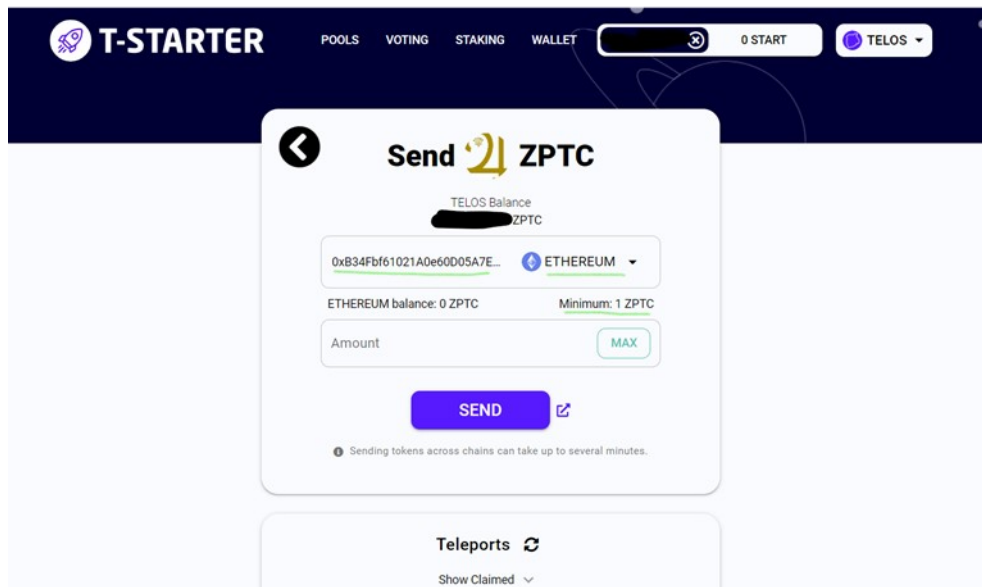 T-STARTER POOLS VOTING STAKING WALLET 0 START TELOS
Send ZPTC
TELOS Balance
ZPTC
0xB34Fbf61021A0e60D05A7E... ETHEREUM
ETHEREUM balance: 0 ZPTC Minimum: 1 ZPTC
Amount MAX
SEND
Sending tokens across chains can take up to several minutes.
Teleports
Show Claimed